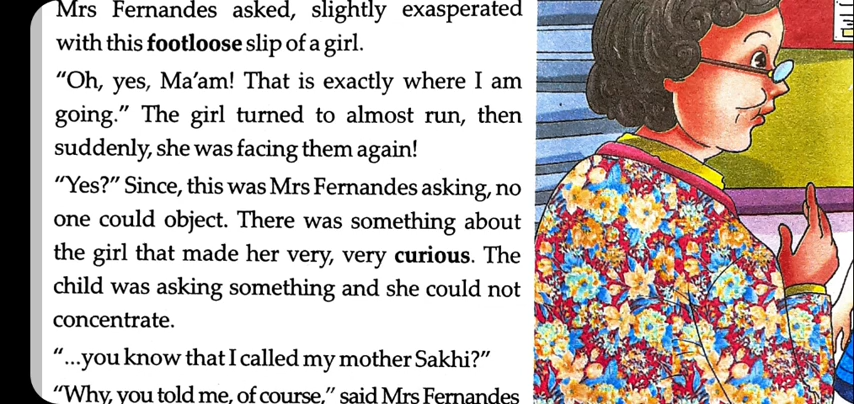 Mrs Fernandes asked, slightly exasperated
with this footloose slip of a girl.
“Oh, yes, Ma’am! That is exactly where I am
going.” The girl turned to almost run, then
suddenly, she was facing them again!
“Yes?” Since, this was Mrs Fernandes asking, no
one could object. There was something about
the girl that made her very, very curious. The
child was asking something and she could not
concentrate.
“...you know that I called my mother Sakhi?”
“Why, you told me, of course,” said Mrs Fernandes